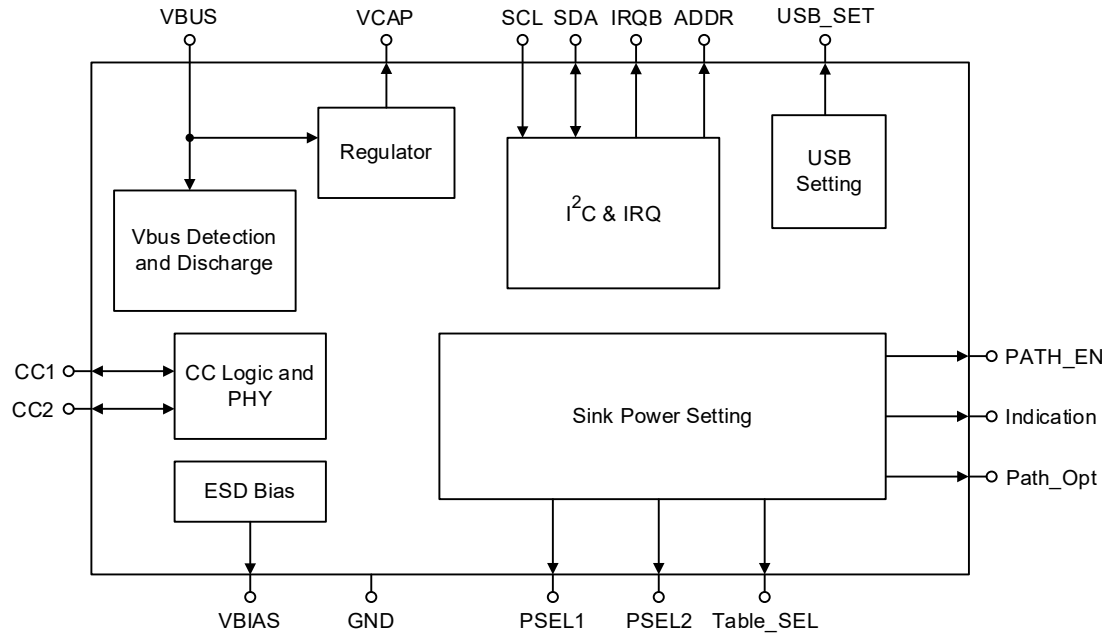 VBUS VCAP SCL SDA IRQB ADDR USB_SET
Regulator
USB
Setting
I²C & IRQ
Vbus Detection
and Discharge
CC1
CC2
CC Logic and
PHY
Sink Power Setting
PATH_EN
Indication
Path_Opt
ESD Bias
VBIAS GND PSEL1 PSEL2 Table_SEL